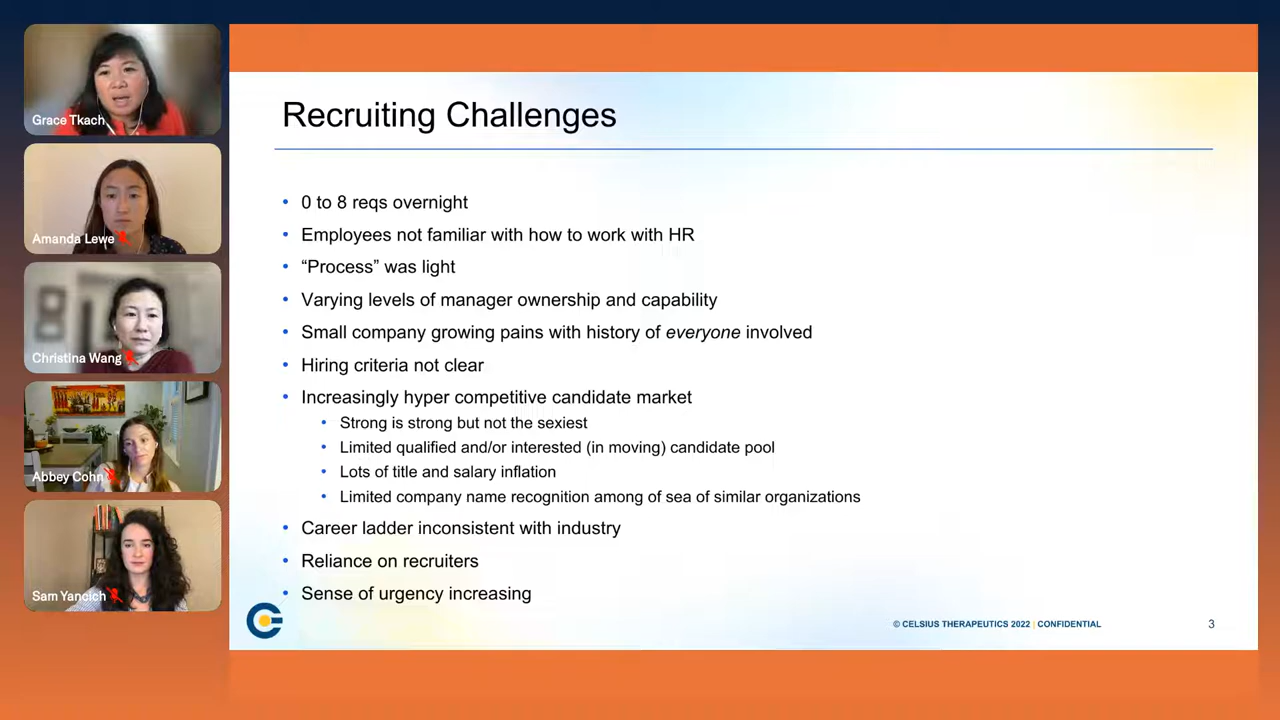 Grace Tkach
Amanda Lewe
Christina Wang
Abbey Cohn
Sam Yancich
Recruiting Challenges
• 0 to 8 reqs overnight
• Employees not familiar with how to work with HR
• “Process” was light
• Varying levels of manager ownership and capability
• Small company growing pains with history of everyone involved
• Hiring criteria not clear
• Increasingly hyper competitive candidate market
• Strong is strong but not the sexiest
• Limited qualified and/or interested (in moving) candidate pool
• Lots of title and salary inflation
• Limited company name recognition among of sea of similar organizations
• Career ladder inconsistent with industry
• Reliance on recruiters
• Sense of urgency increasing
© CELSIUS THERAPEUTICS 2022 | CONFIDENTIAL
3